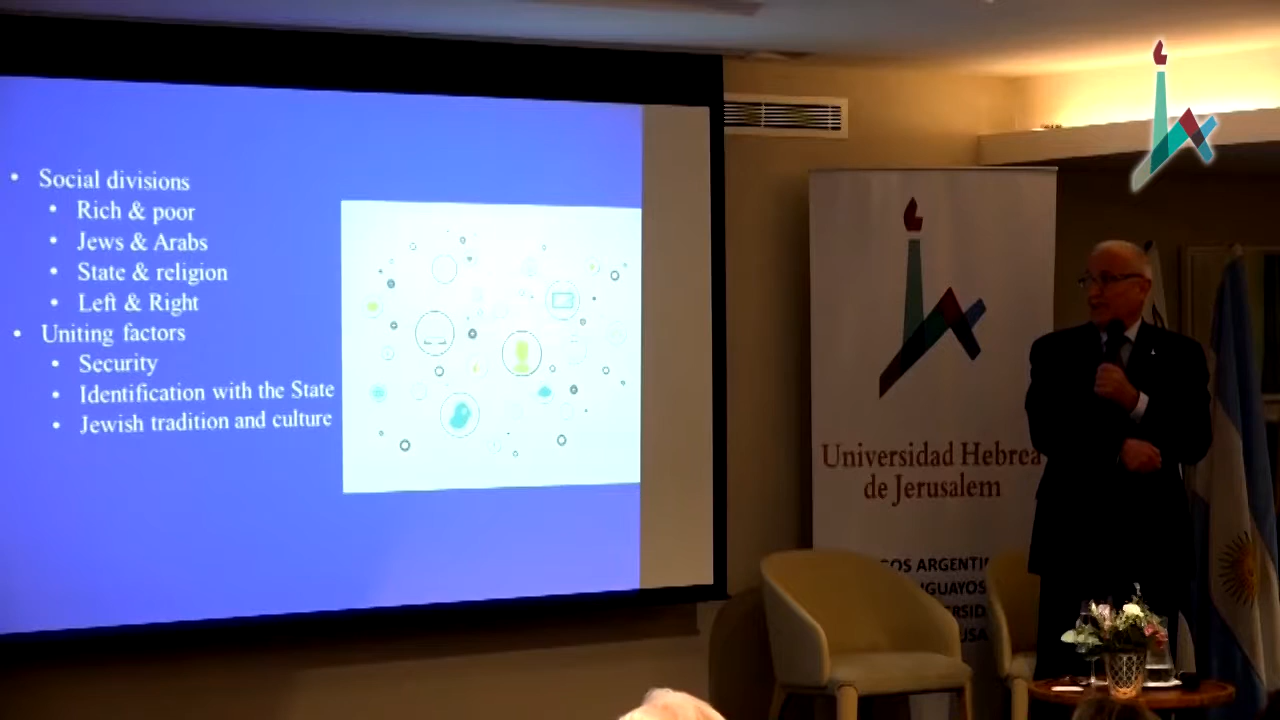 • Social divisions
• Rich & poor
• Jews & Arabs
• State & religion
• Left & Right
• Uniting factors
• Security
• Identification with the State
• Jewish tradition and culture
Universidad Hebrea
de Jerusalem